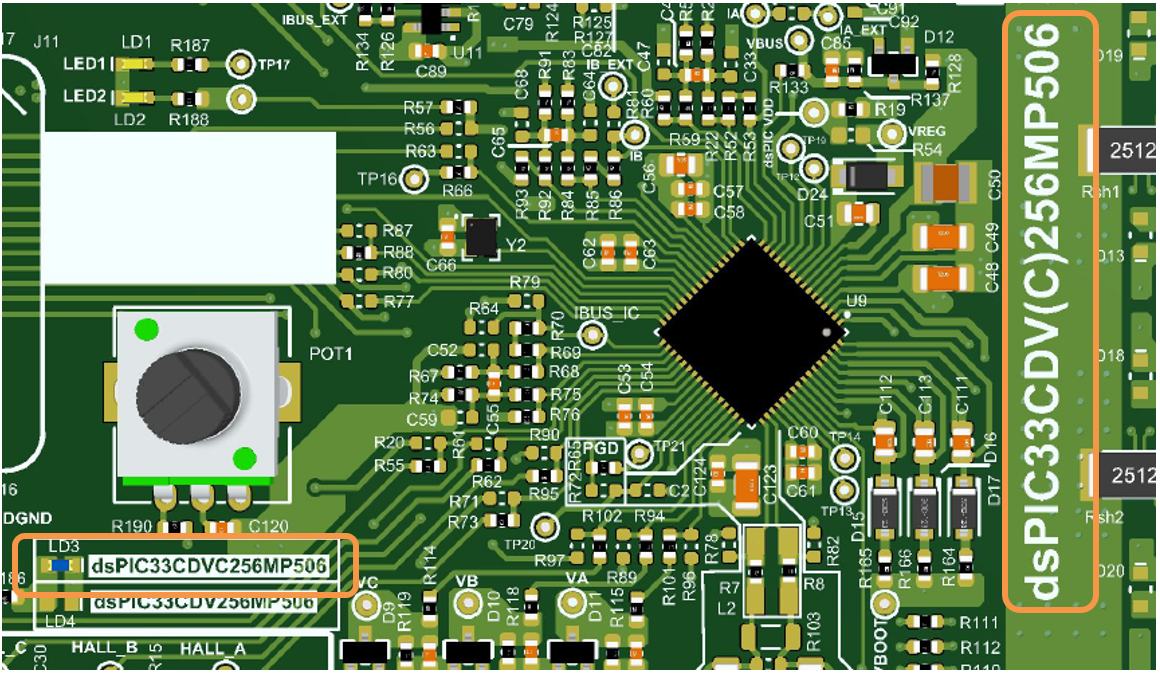 IBUS_EXT
C79
R124
R125
R127
C82
IA
C91
C92
IA_EXT
D12
R134
R126
U11
C89
VBUS
C85
C33
R133
R128
R137
J11
LD1
R187
LED1
TP17
LED2
LD2
R188
C68
R91
R83
C64
IB_EXT
C47
R81
R60
R57
R56
R63
R66
C65
TP16
R93
R92
R84
R85
R86
IB
R59
R22
R52
R53
dsPIC VDD
R19
VREG
R54
TP19
TP12
D24
C51
C50
C49
C48
C56
C57
C58
C62
C63
R87
R88
R80
R77
C66
Y2
R79
R64
R70
IBUS_IC
U9
C52
R69
R67
R68
R74
R75
C59
C55
R76
R61
POT1
C53
C54
R20
R55
R62
R90
R95
PGD
R72
R65
TP21
C2
C124
C123
C60
C61
TP14
TP13
C112
C113
C111
D16
D17
D15
R71
R73
TP20
R102
R94
R97
R89
R101
R96
R78
R82
R7
R8
L2
R103
R165
R166
R164
VBOOT
R111
R112
R110
16
DGND
R190
C120
R186
LD3
dsPIC33CDVC256MP506
dsPIC33CDV256MP506
LD4
HALL_B
HALL_A
_C
C30
R15
VC
D9
R119
R114
VB
D10
R118
VA
D11
R115
dsPIC33CDV(C)256MP506
D19
2512
Rsh1
D13
D18
2512
Rsh2
D20